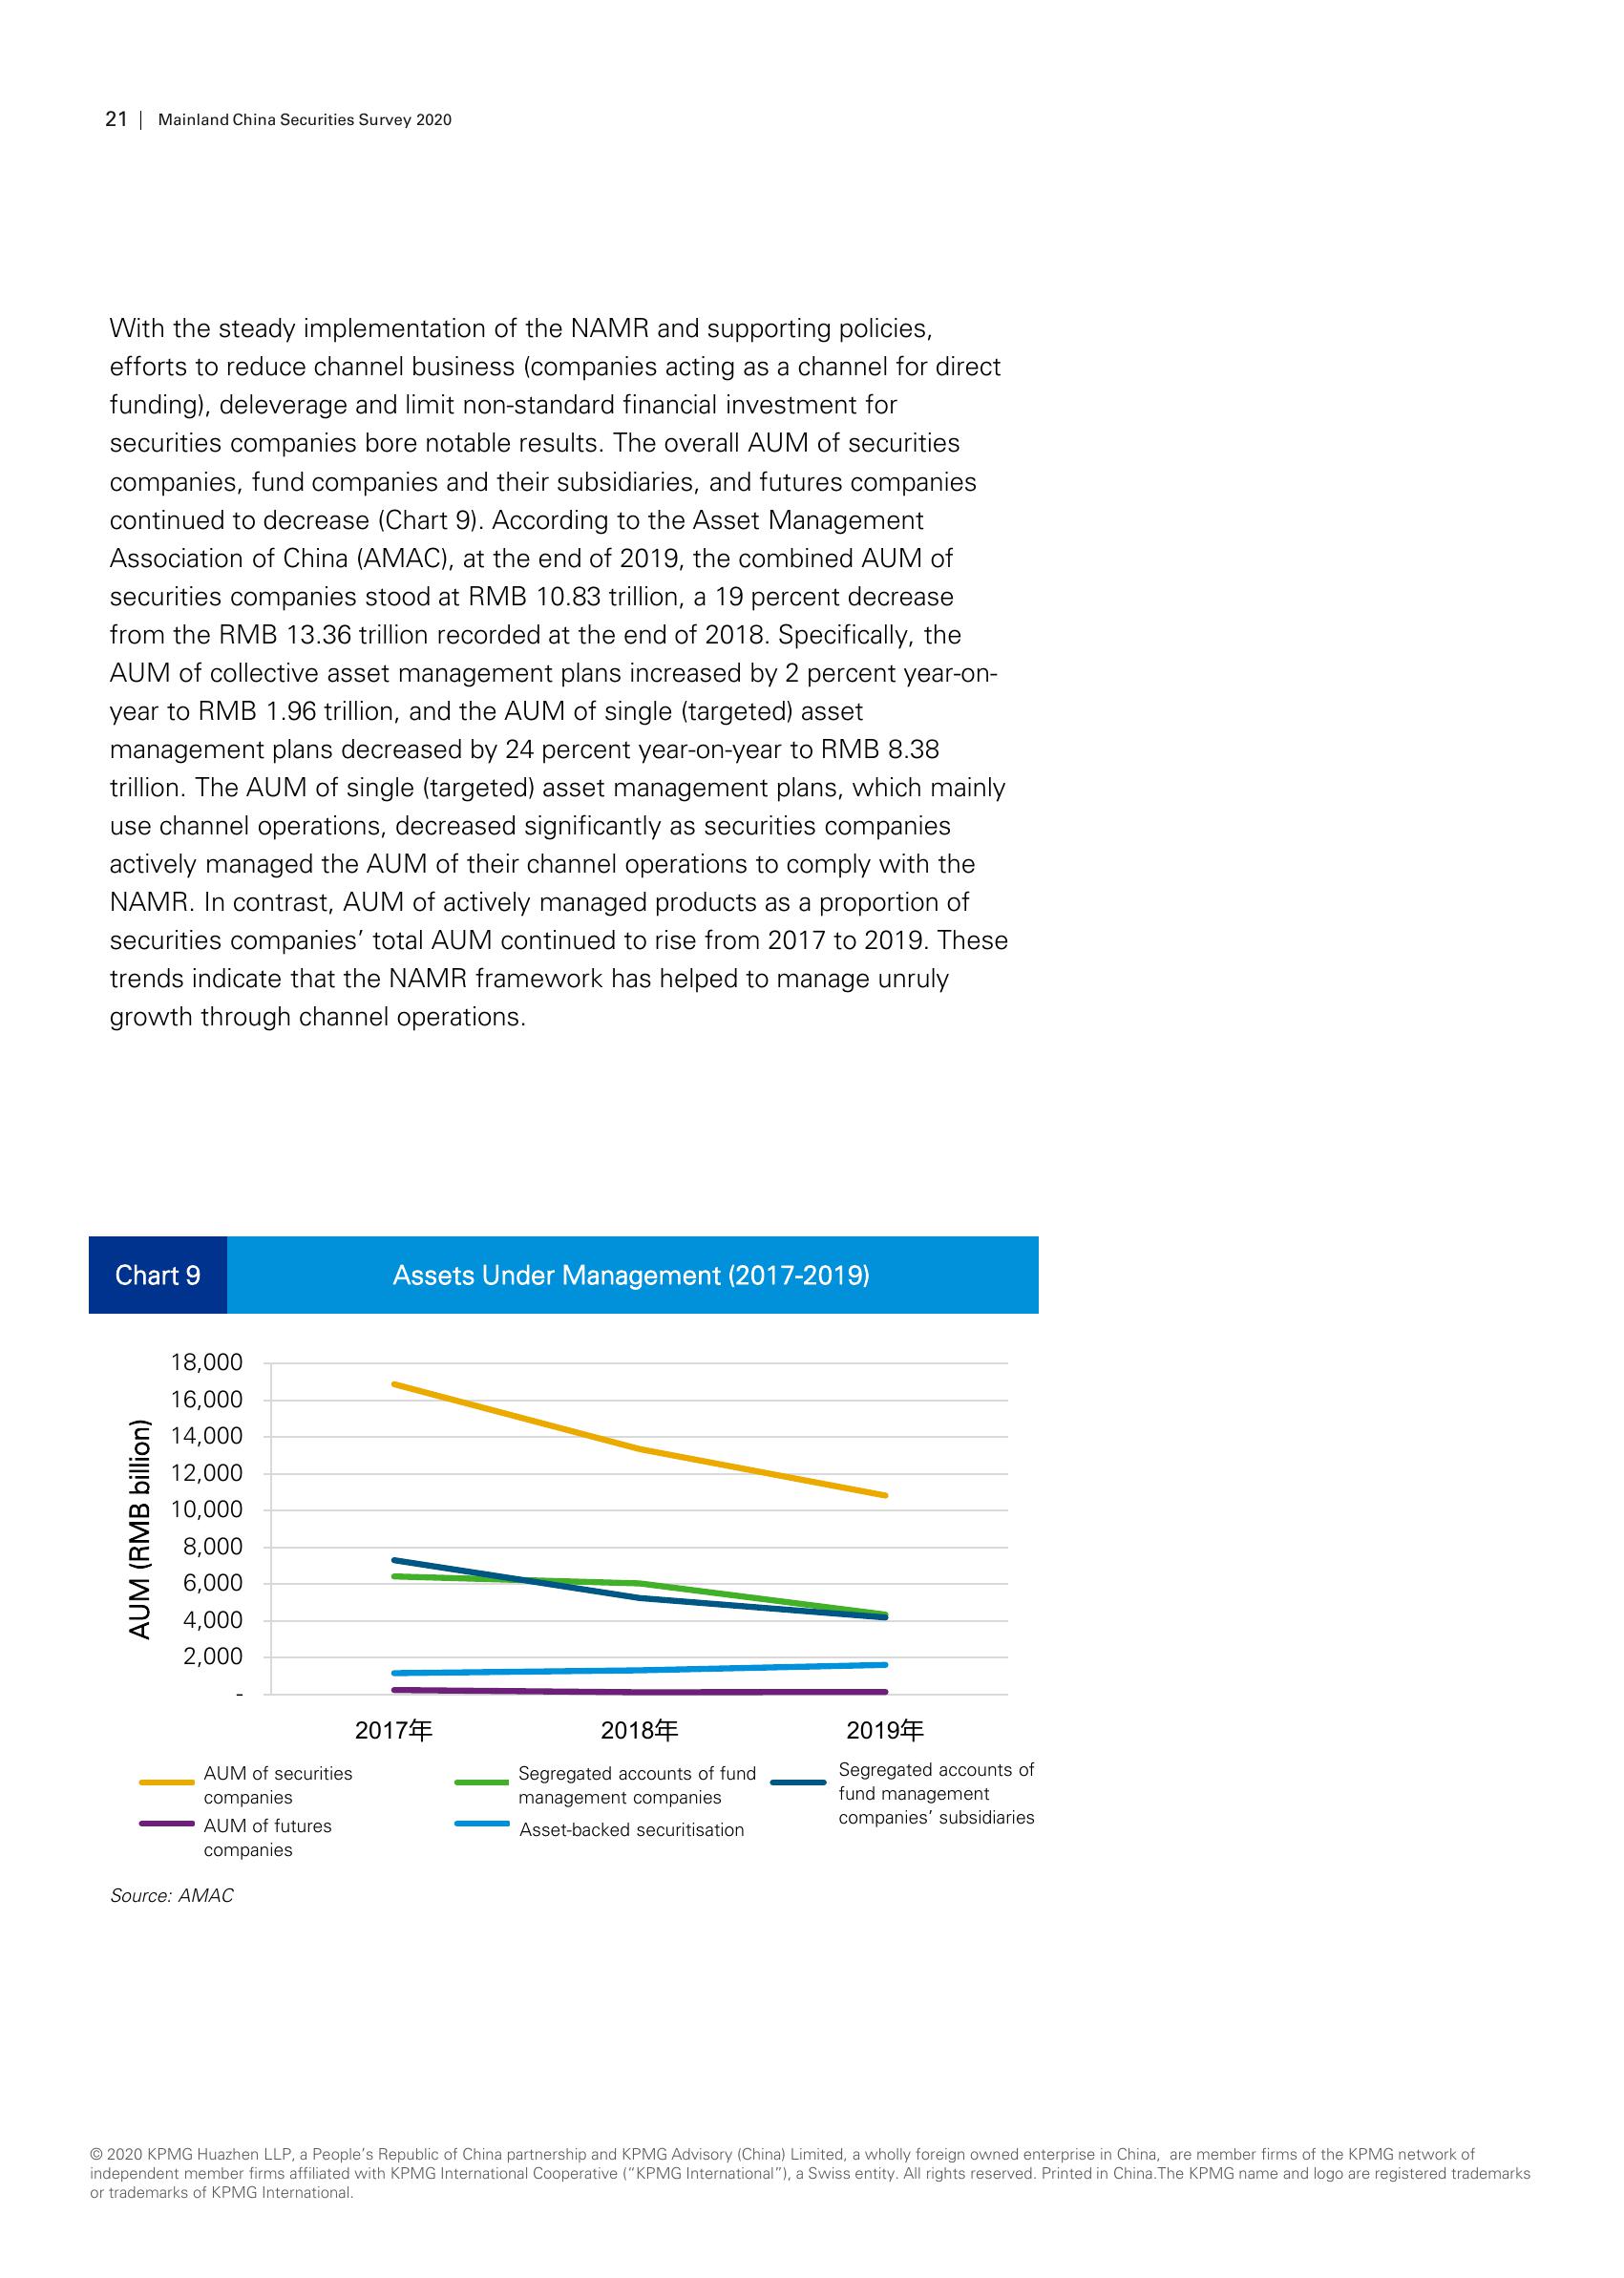 21 | Mainland China Securities Survey 2020
With the steady implementation of the NAMR and supporting policies,
efforts to reduce channel business (companies acting as a channel for direct
funding), deleverage and limit non-standard financial investment for
securities companies bore notable results. The overall AUM of securities
companies, fund companies and their subsidiaries, and futures companies
continued to decrease (Chart 9). According to the Asset Management
Association of China (AMAC), at the end of 2019, the combined AUM of
securities companies stood at RMB 10.83 trillion, a 19 percent decrease
from the RMB 13.36 trillion recorded at the end of 2018. Specifically, the
AUM of collective asset management plans increased by 2 percent year-on-
year to RMB 1.96 trillion, and the AUM of single (targeted) asset
management plans decreased by 24 percent year-on-year to RMB 8.38
trillion. The AUM of single (targeted) asset management plans, which mainly
use channel operations, decreased significantly as securities companies
actively managed the AUM of their channel operations to comply with the
NAMR. In contrast, AUM of actively managed products as a proportion of
securities companies’ total AUM continued to rise from 2017 to 2019. These
trends indicate that the NAMR framework has helped to manage unruly
growth through channel operations.
Chart 9
Assets Under Management (2017-2019)
AUM (RMB billion)
18,000
16,000
14,000
12,000
10,000
8,000
6,000
4,000
2,000
-
2017年 2018年 2019年
AUM of securities
companies
Segregated accounts of fund
management companies
Segregated accounts of
fund management
companies’ subsidiaries
AUM of futures
companies
Asset-backed securitisation
Source: AMAC
© 2020 KPMG Huazhen LLP, a People’s Republic of China partnership and KPMG Advisory (China) Limited, a wholly foreign owned enterprise in China, are member firms of the KPMG network of
independent member firms affiliated with KPMG International Cooperative (“KPMG International”), a Swiss entity. All rights reserved. Printed in China.The KPMG name and logo are registered trademarks
or trademarks of KPMG International.